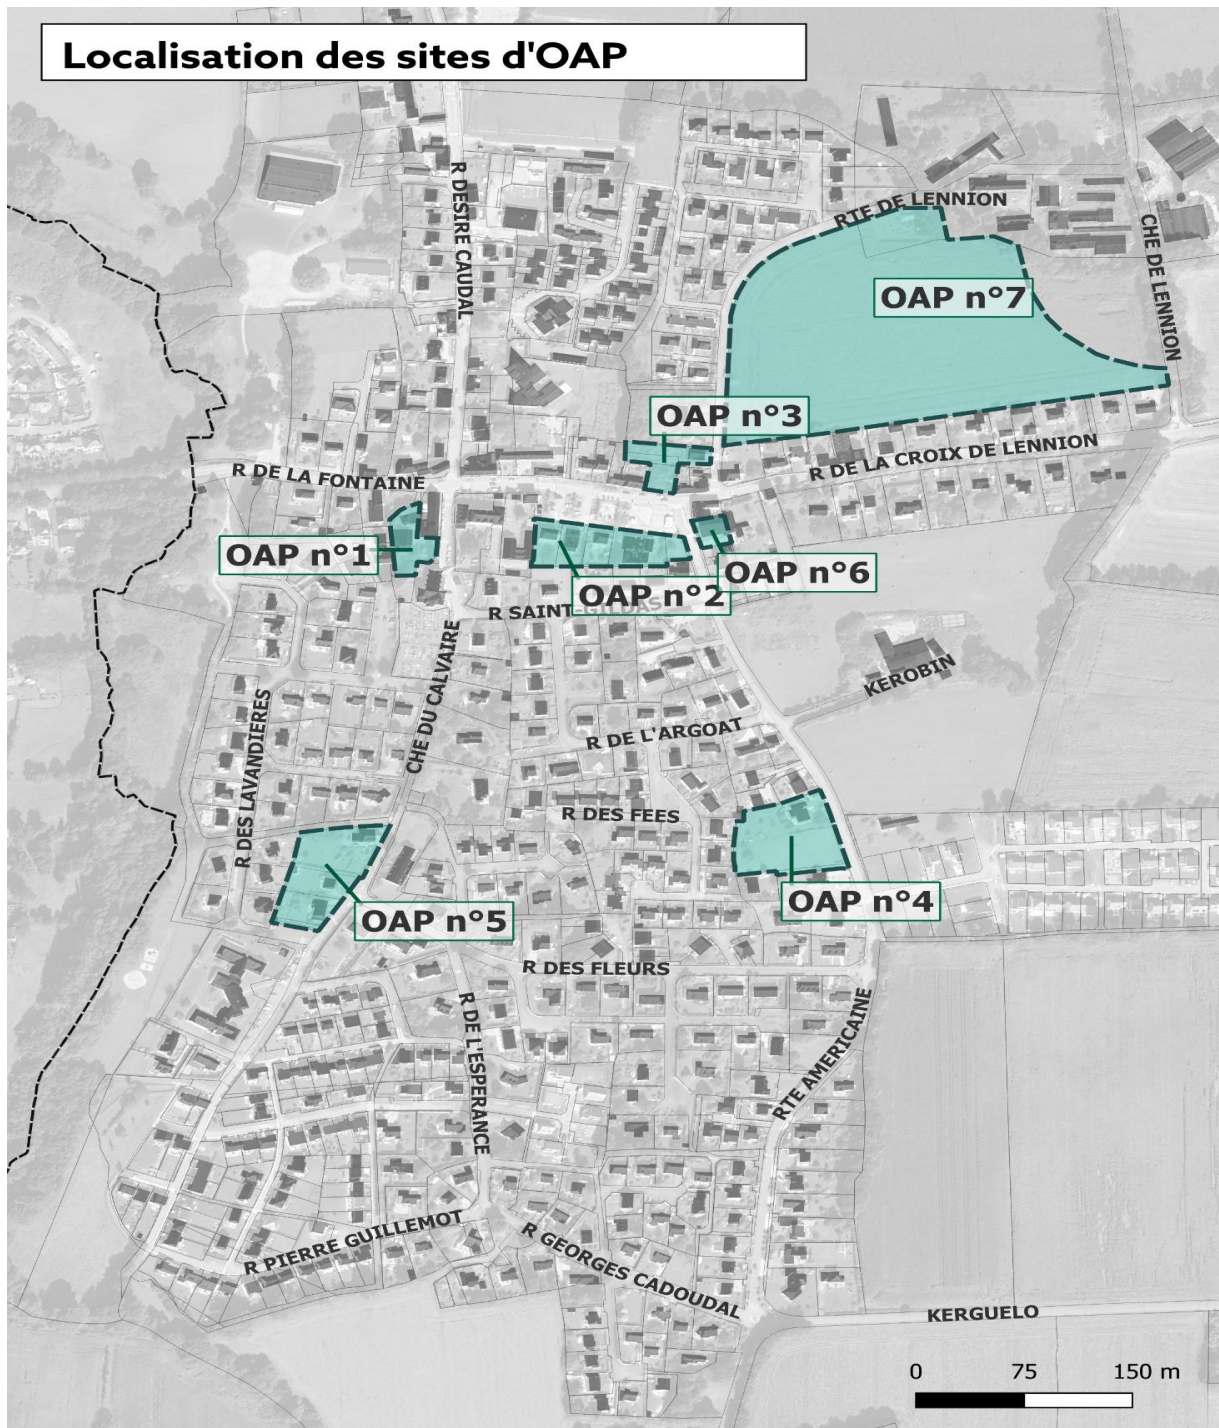 Localisation des sites d'OAP
R DESIRE CAUDAL
RTE DE LENNION
CHE DE LENNION
OAP n°7
OAP n°3
R DE LA CROIX DE LENNION
R DE LA FONTAINE
OAP n°1
OAP n°6
OAP n°2
R SAINT-GILDAS
CHE DU CALVAIRE
KEROBIN
R DES LAVANDIERES
R DE L'ARGOAT
R DES FEES
OAP n°4
OAP n°5
R DES FLEURS
R DE L'ESPERANCE
RTE AMERICAINE
R PIERRE GUILLEMOT
R GEORGES CADOUDAL
KERGUELO
0 75 150 m